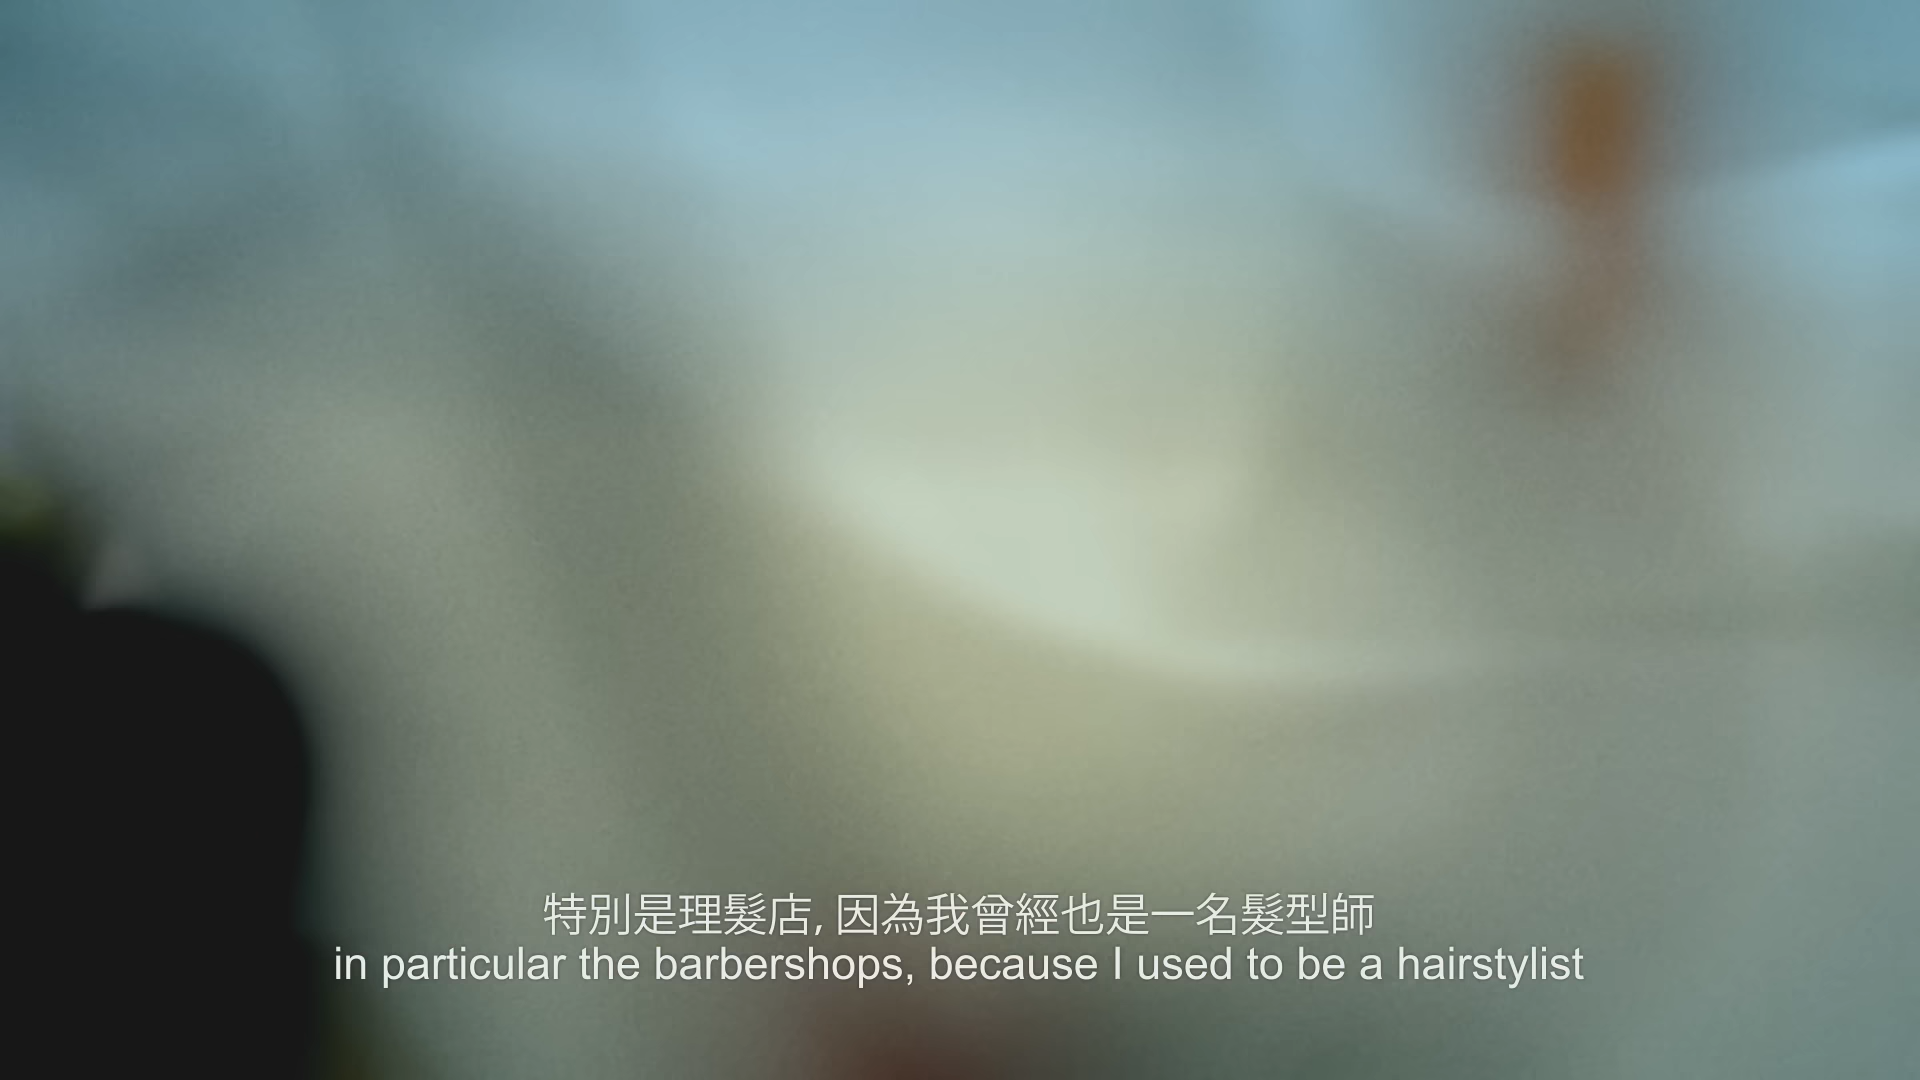 特別是理髮店, 因為我曾經也是一名髮型師
in particular the barbershops, because I used to be a hairstylist